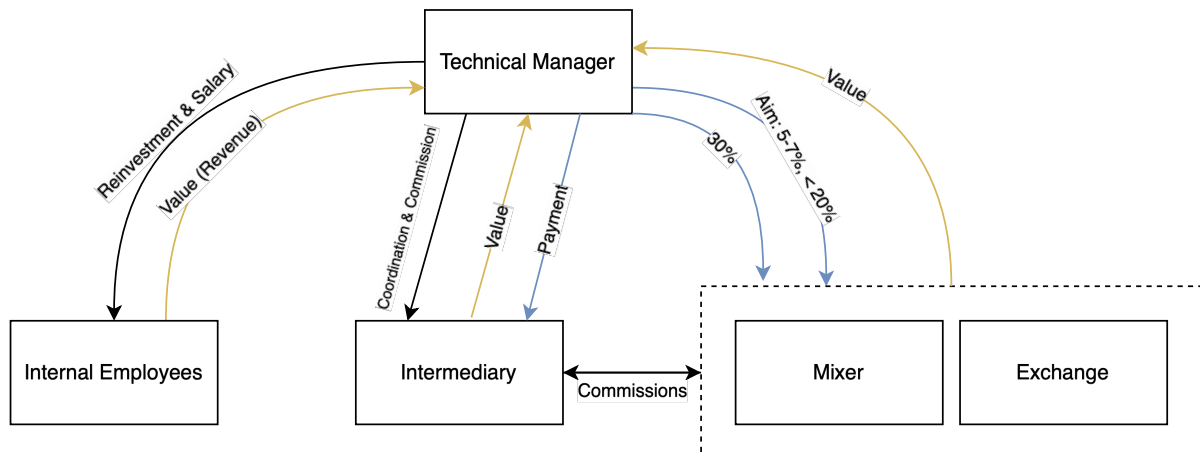 Technical Manager
Reinvestment & Salary
Value (Revenue)
Coordination & Commission
Value
Payment
30%
Aim: 5-7%, < 20%
Value
Internal Employees
Intermediary
Commissions
Mixer
Exchange